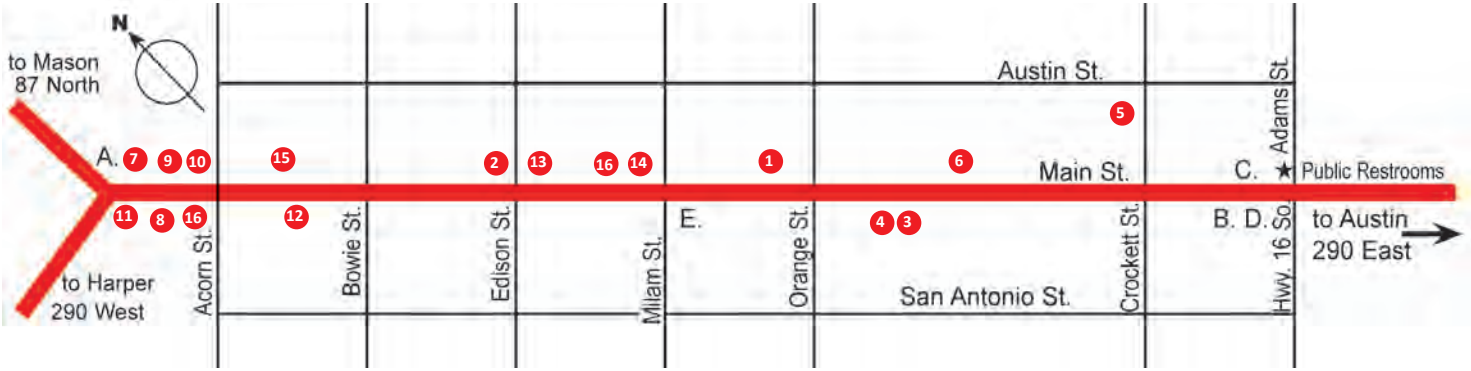 N
to Mason
87 North
Austin St.
Adams St.
5
A.
7
9
10
15
2
13
16
14
1
6
Main St.
C.
Public Restrooms
11
8
16
12
E.
4
3
B. D.
to Austin
290 East
to Harper
290 West
Acorn St.
Bowie St.
Edison St.
Milam St.
Orange St.
San Antonio St.
Crockett St.
Hwy. 16 So.